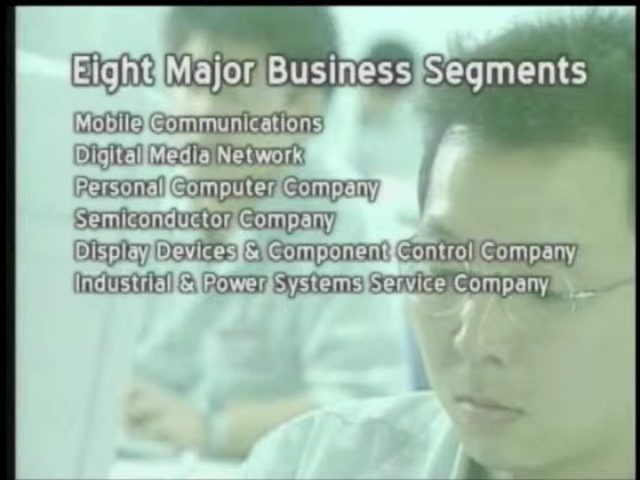 Eight Major Business Segments
Mobile Communications
Digital Media Network
Personal Computer Company
Semiconductor Company
Display Devices & Component Control Company
Industrial & Power Systems Service Company